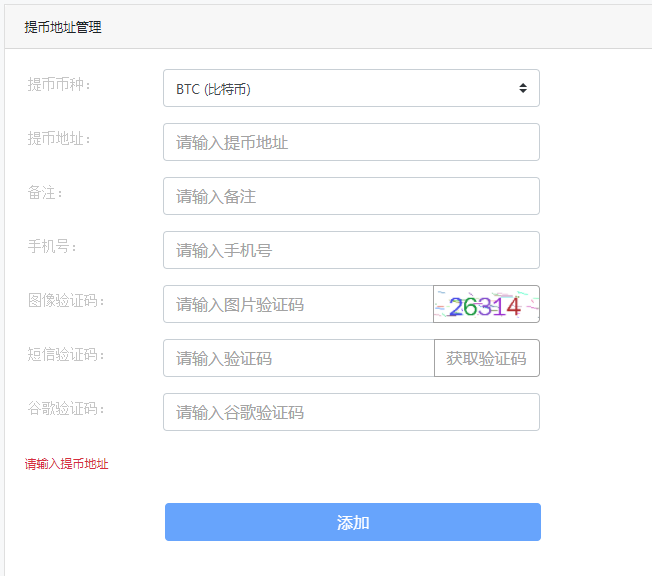 提币地址管理
提币币种：
BTC (比特币)
提币地址：
请输入提币地址
备注：
请输入备注
手机号：
请输入手机号
图像验证码：
请输入图片验证码
26314
短信验证码：
请输入验证码
获取验证码
谷歌验证码：
请输入谷歌验证码
请输入提币地址
添加